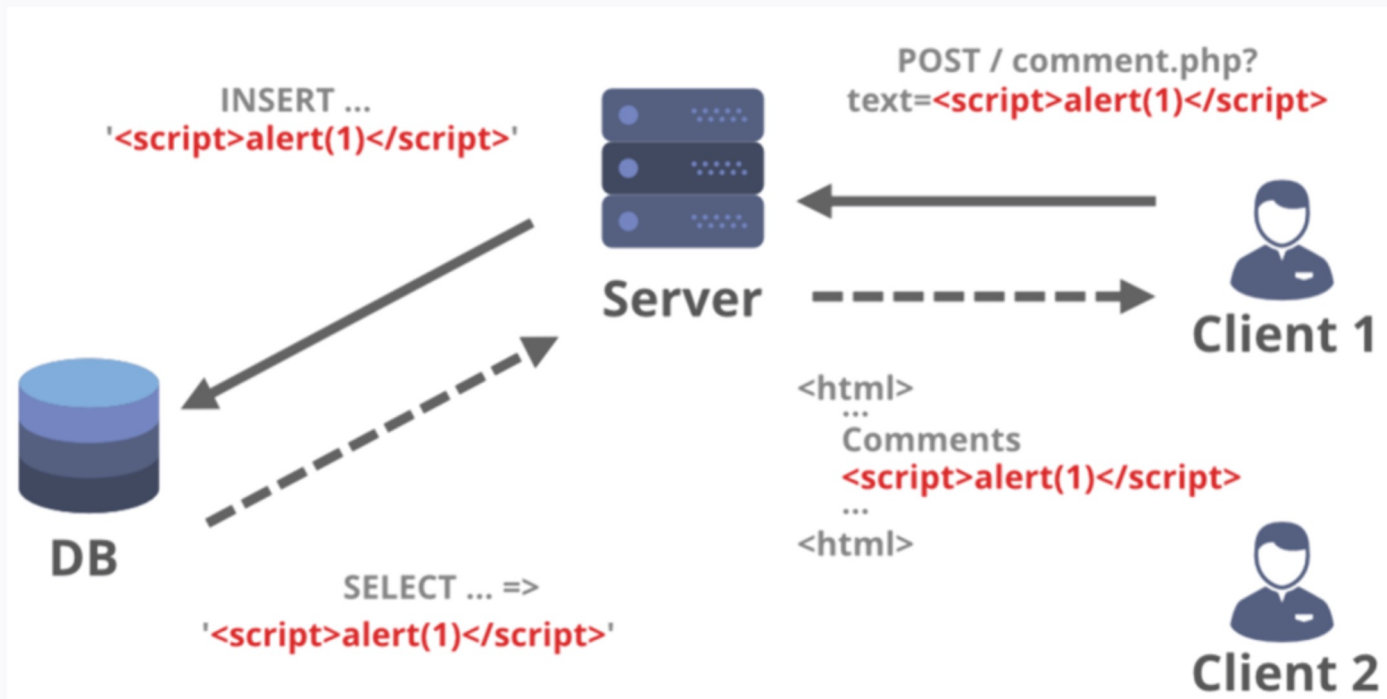 INSERT ...
'<script>alert(1)</script>'
POST / comment.php?
text=<script>alert(1)</script>
Server
Client 1
DB
SELECT ... =>
'<script>alert(1)</script>'
<html>
...
Comments
<script>alert(1)</script>
...
<html>
Client 2